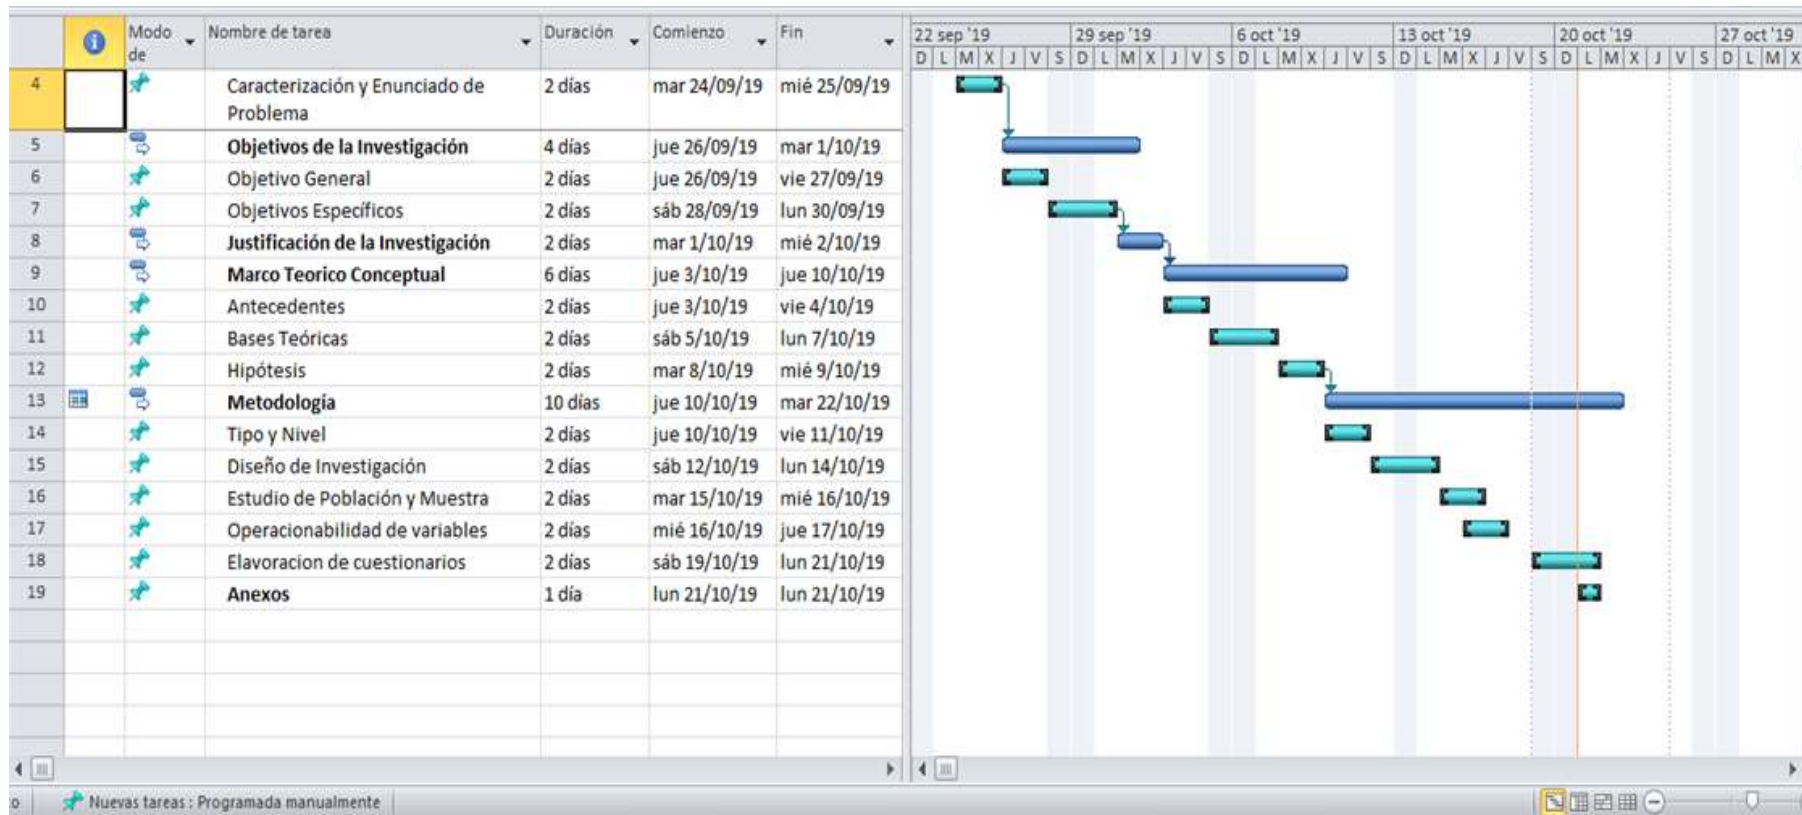 Modo de Nombre de tarea Duración Comienzo Fin
22 sep '19 29 sep '19 6 oct '19 13 oct '19 20 oct '19 27 oct '19
D L M X J V S D L M X J V S D L M X J V S D L M X J V S D L M X J V S D L M X
4 Caracterización y Enunciado de Problema 2 días mar 24/09/19 mié 25/09/19
5 Objetivos de la Investigación 4 días jue 26/09/19 mar 1/10/19
6 Objetivo General 2 días jue 26/09/19 vie 27/09/19
7 Objetivos Específicos 2 días sáb 28/09/19 lun 30/09/19
8 Justificación de la Investigación 2 días mar 1/10/19 mié 2/10/19
9 Marco Teorico Conceptual 6 días jue 3/10/19 jue 10/10/19
10 Antecedentes 2 días jue 3/10/19 vie 4/10/19
11 Bases Teóricas 2 días sáb 5/10/19 lun 7/10/19
12 Hipótesis 2 días mar 8/10/19 mié 9/10/19
13 Metodología 10 días jue 10/10/19 mar 22/10/19
14 Tipo y Nivel 2 días jue 10/10/19 vie 11/10/19
15 Diseño de Investigación 2 días sáb 12/10/19 lun 14/10/19
16 Estudio de Población y Muestra 2 días mar 15/10/19 mié 16/10/19
17 Operacionabilidad de variables 2 días mié 16/10/19 jue 17/10/19
18 Elavoracion de cuestionarios 2 días sáb 19/10/19 lun 21/10/19
19 Anexos 1 día lun 21/10/19 lun 21/10/19
Nuevas tareas : Programada manualmente